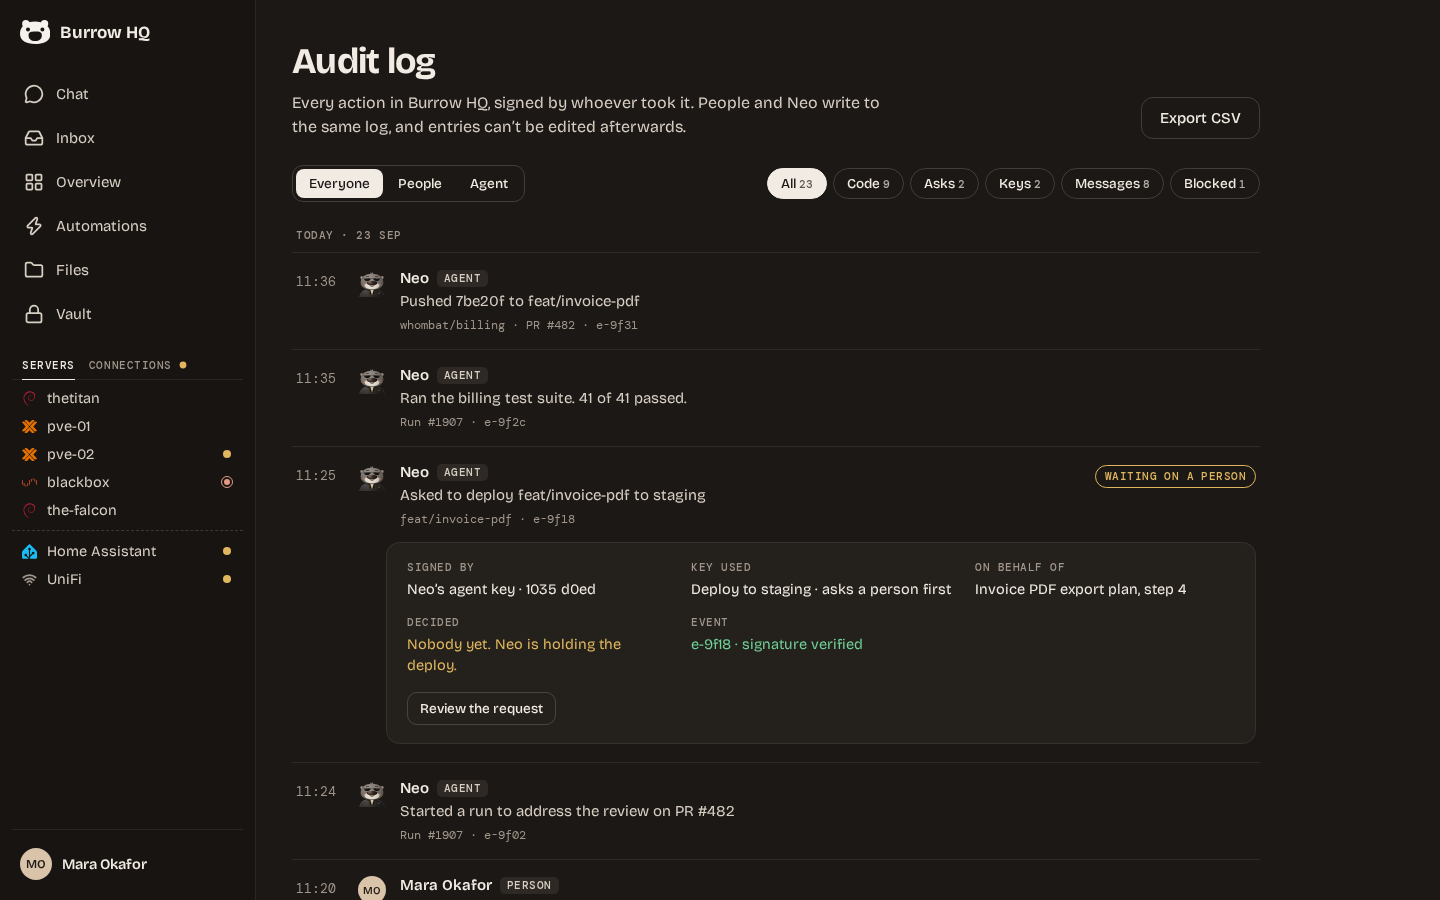 Burrow HQ
Chat
Inbox
Overview
Automations
Files
Vault
SERVERS CONNECTIONS
thetitan
pve-01
pve-02
blackbox
the-falcon
Home Assistant
UniFi
MO Mara Okafor
Audit log
Every action in Burrow HQ, signed by whoever took it. People and Neo write to
the same log, and entries can't be edited afterwards.
Export CSV
Everyone People Agent
All 23 Code 9 Asks 2 Keys 2 Messages 8 Blocked 1
TODAY · 23 SEP
11:36 Neo AGENT
Pushed 7be20f to feat/invoice-pdf
whombat/billing · PR #482 · e-9f31
11:35 Neo AGENT
Ran the billing test suite. 41 of 41 passed.
Run #1907 · e-9f2c
11:25 Neo AGENT WAITING ON A PERSON
Asked to deploy feat/invoice-pdf to staging
feat/invoice-pdf · e-9f18
SIGNED BY KEY USED ON BEHALF OF
Neo's agent key · 1035 d0ed Deploy to staging · asks a person first Invoice PDF export plan, step 4
DECIDED EVENT
Nobody yet. Neo is holding the e-9f18 · signature verified
deploy.
Review the request
11:24 Neo AGENT
Started a run to address the review on PR #482
Run #1907 · e-9f02
11:20 MO Mara Okafor PERSON